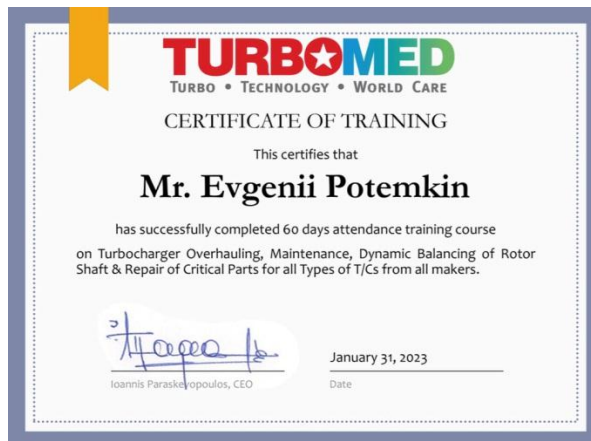 TURBOMED
TURBO • TECHNOLOGY • WORLD CARE
CERTIFICATE OF TRAINING
This certifies that
Mr. Evgenii Potemkin
has successfully completed 60 days attendance training course
on Turbocharger Overhauling, Maintenance, Dynamic Balancing of Rotor
Shaft & Repair of Critical Parts for all Types of T/Cs from all makers.
January 31, 2023
Ioannis Paraskevopoulos, CEO
Date